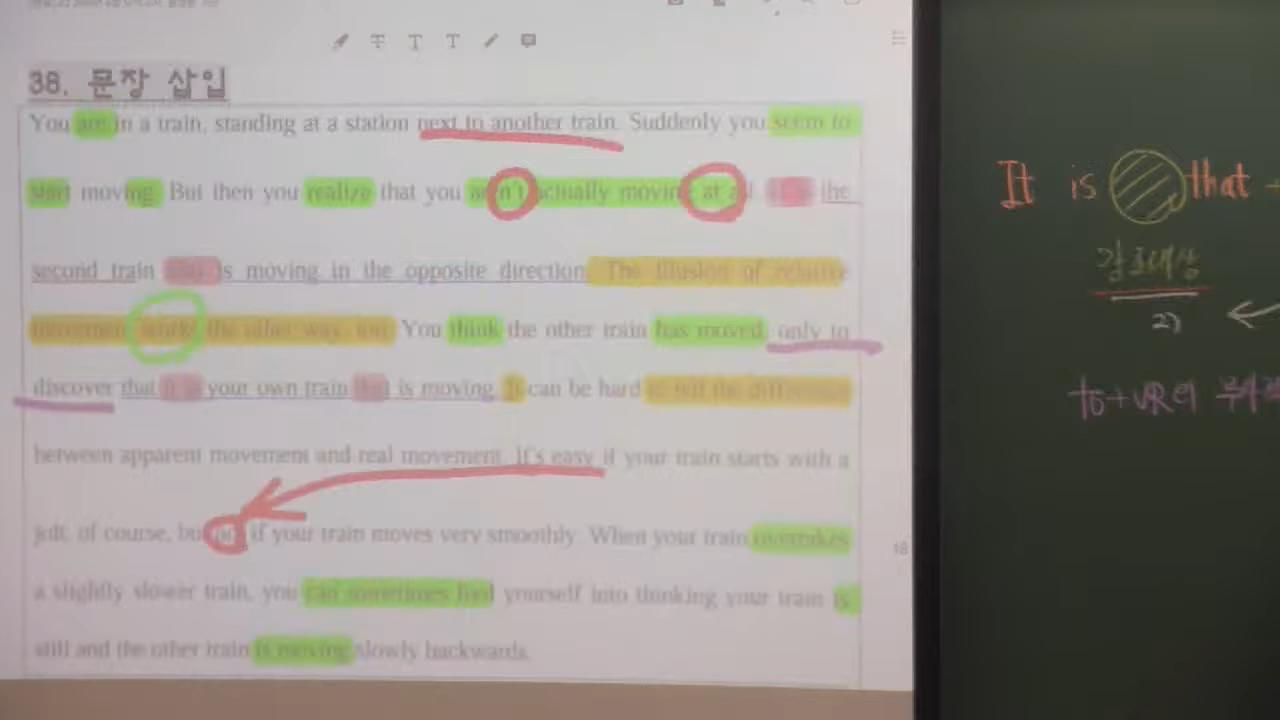 38. 문장 삽입
You are in a train, standing at a station next to another train. Suddenly you seem to
start moving. But then you realize that you aren't actually moving at all. It is the
second train that is moving in the opposite direction. The illusion of relative
movement works the other way, too. You think the other train has moved, only to
discover that it is your own train that is moving. It can be hard to tell the difference
between apparent movement and real movement. It's easy if your train starts with a
jolt, of course, but not if your train moves very smoothly. When your train overtakes
a slightly slower train, you can sometimes fool yourself into thinking your train is
still and the other train is moving slowly backwards.
18
It is that
강조대상
to+VR의